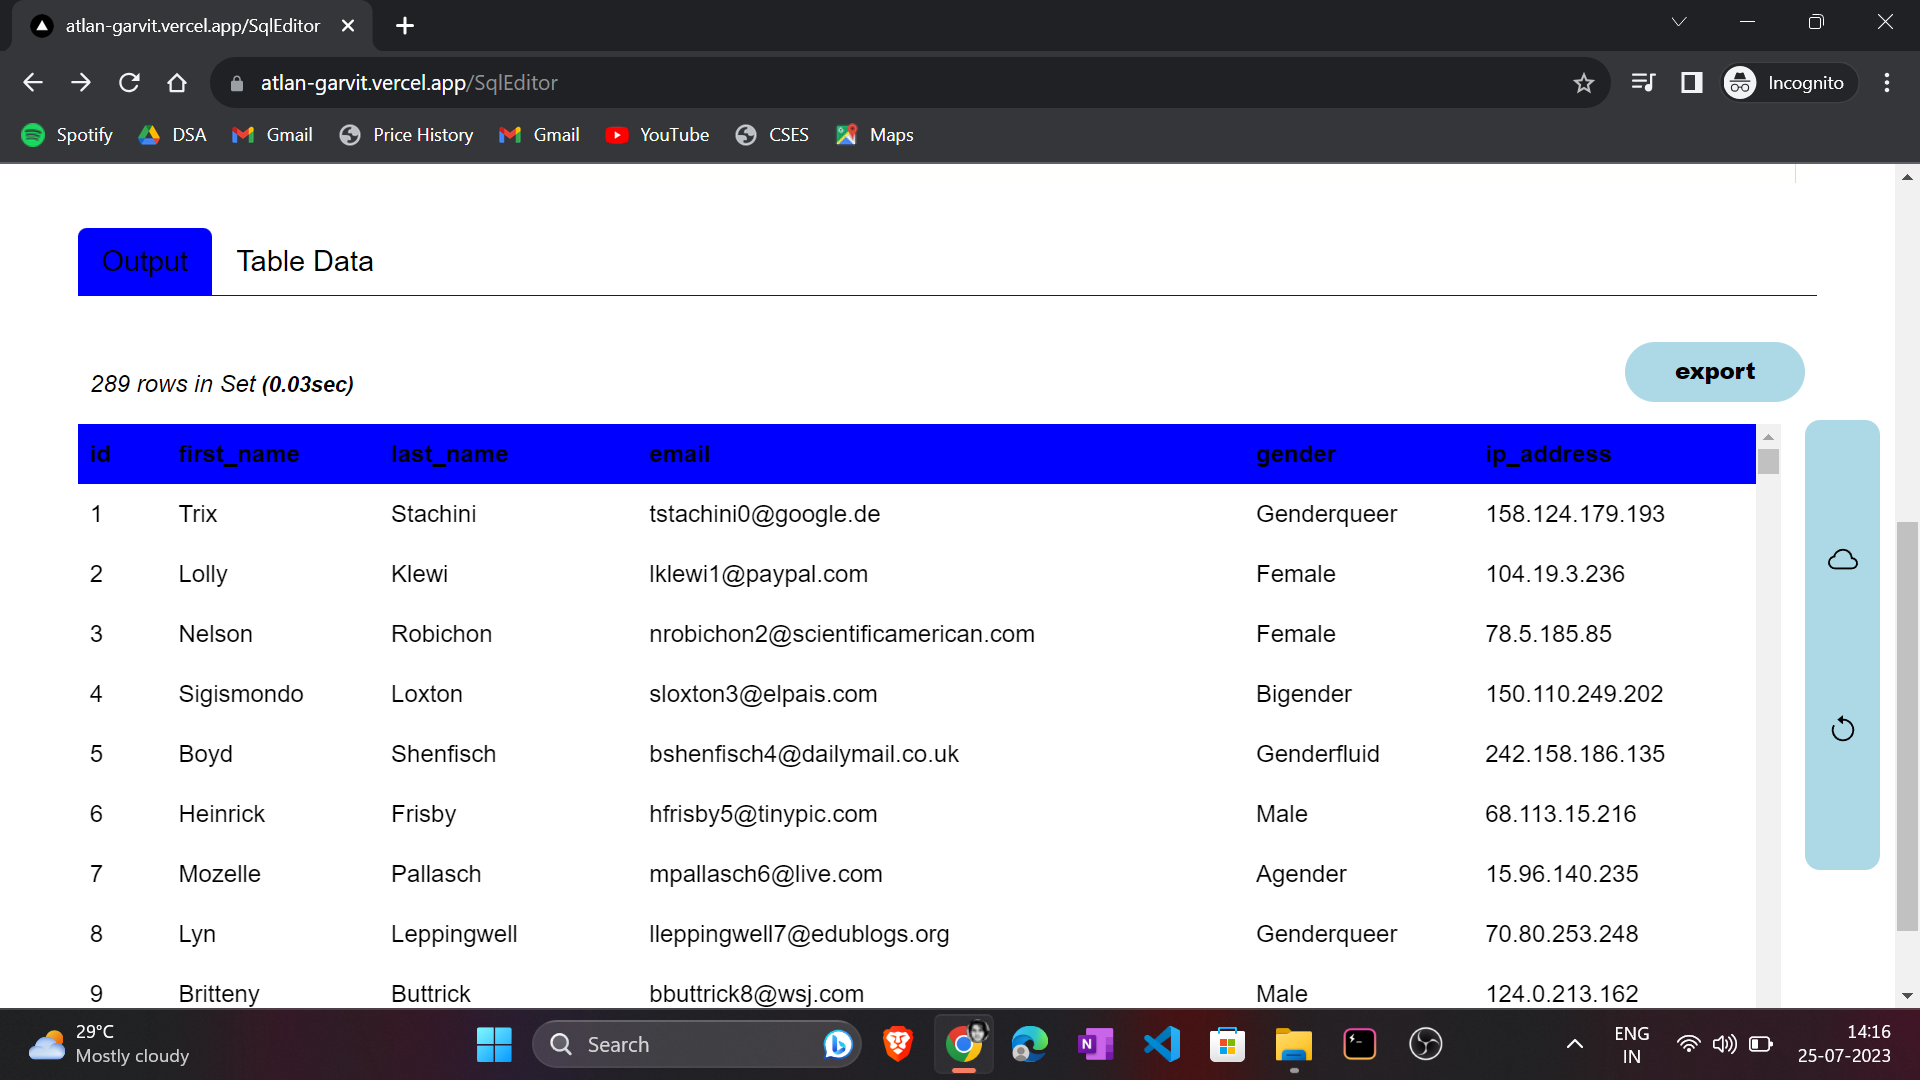 atlan-garvit.vercel.app/SqlEditor
atlan-garvit.vercel.app/SqlEditor
Incognito
Spotify DSA Gmail Price History Gmail YouTube CSES Maps
Output Table Data
289 rows in Set (0.03sec)
export
id first_name last_name email gender ip_address
1 Trix Stachini tstachini0@google.de Genderqueer 158.124.179.193
2 Lolly Klewi lklewi1@paypal.com Female 104.19.3.236
3 Nelson Robichon nrobichon2@scientificamerican.com Female 78.5.185.85
4 Sigismondo Loxton sloxton3@elpais.com Bigender 150.110.249.202
5 Boyd Shenfisch bshenfisch4@dailymail.co.uk Genderfluid 242.158.186.135
6 Heinrick Frisby hfrisby5@tinypic.com Male 68.113.15.216
7 Mozelle Pallasch mpallasch6@live.com Agender 15.96.140.235
8 Lyn Leppingwell lleppingwell7@edublogs.org Genderqueer 70.80.253.248
9 Britteny Buttrick bbuttrick8@wsj.com Male 124.0.213.162
29°C
Mostly cloudy
Search
ENG
IN
14:16
25-07-2023